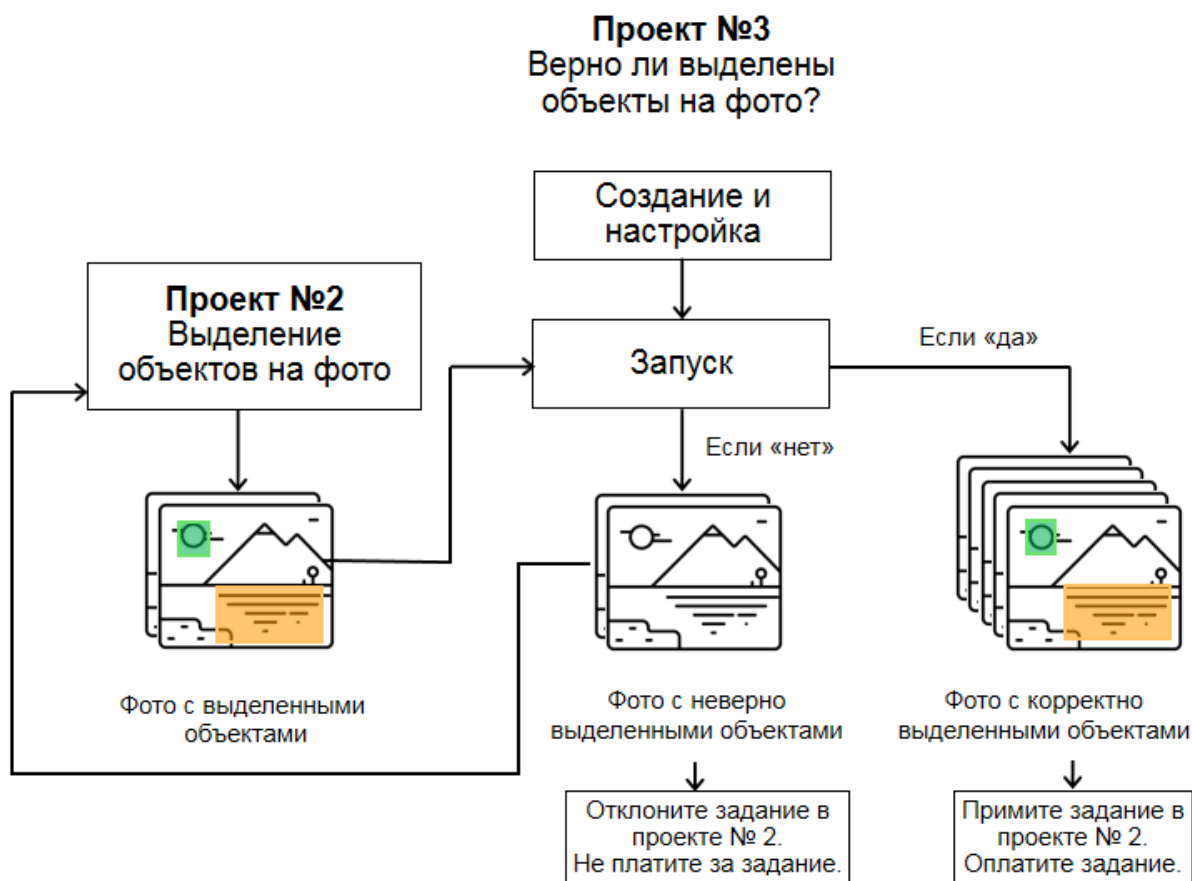 Проект №3
Верно ли выделены
объекты на фото?
Создание и
настройка
Проект №2
Выделение
объектов на фото
Запуск
Если «да»
Если «нет»
Фото с выделенными
объектами
Фото с неверно
выделенными объектами
Фото с корректно
выделенными объектами
Отклоните задание в
проекте № 2.
Не платите за задание.
Примите задание в
проекте № 2.
Оплатите задание.